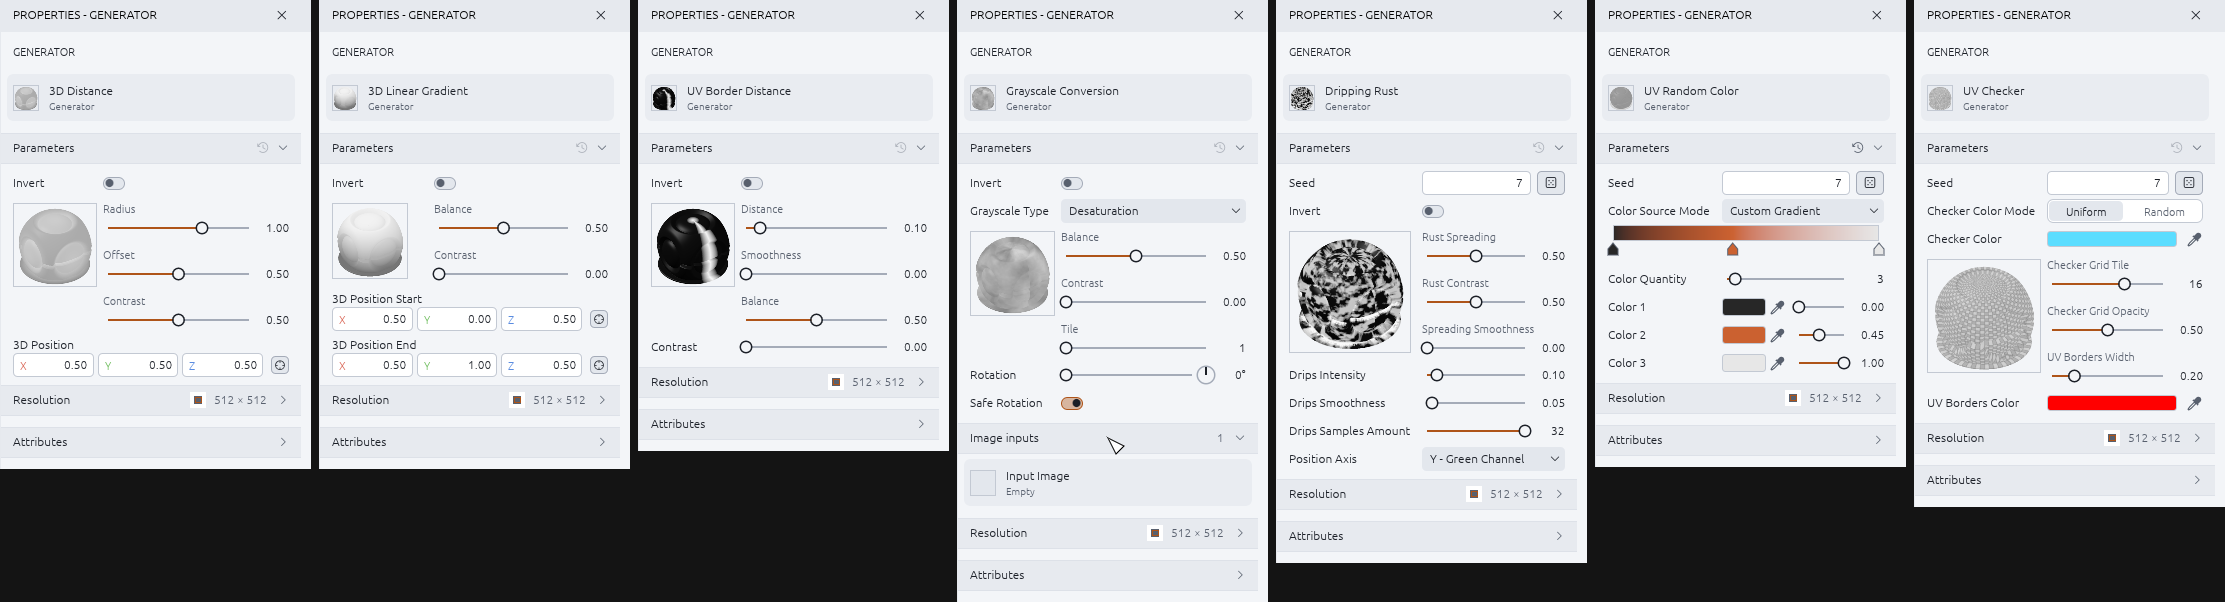 PROPERTIES - GENERATOR
GENERATOR
3D Distance
Generator
Parameters
Invert
Radius
1.00
Offset
0.50
Contrast
0.50
3D Position
X 0.50 Y 0.50 Z 0.50
Resolution 512 × 512
Attributes
PROPERTIES - GENERATOR
GENERATOR
3D Linear Gradient
Generator
Parameters
Invert
Balance
0.50
Contrast
0.00
3D Position Start
X 0.50 Y 0.00 Z 0.50
3D Position End
X 0.50 Y 1.00 Z 0.50
Resolution 512 × 512
Attributes
PROPERTIES - GENERATOR
GENERATOR
UV Border Distance
Generator
Parameters
Invert
Distance
0.10
Smoothness
0.00
Balance
0.50
Contrast 0.00
Resolution 512 × 512
Attributes
PROPERTIES - GENERATOR
GENERATOR
Grayscale Conversion
Generator
Parameters
Invert
Grayscale Type Desaturation
Balance
0.50
Contrast
0.00
Tile
1
Rotation 0°
Safe Rotation
Image inputs 1
Input Image
Empty
Resolution 512 × 512
Attributes
PROPERTIES - GENERATOR
GENERATOR
Dripping Rust
Generator
Parameters
Seed 7
Invert
Rust Spreading
0.50
Rust Contrast
0.50
Spreading Smoothness
0.00
Drips Intensity 0.10
Drips Smoothness 0.05
Drips Samples Amount 32
Position Axis Y - Green Channel
Resolution 512 × 512
Attributes
PROPERTIES - GENERATOR
GENERATOR
UV Random Color
Generator
Parameters
Seed 7
Color Source Mode Custom Gradient
Color Quantity 3
Color 1 0.00
Color 2 0.45
Color 3 1.00
Resolution 512 × 512
Attributes
PROPERTIES - GENERATOR
GENERATOR
UV Checker
Generator
Parameters
Seed 7
Checker Color Mode Uniform Random
Checker Color
Checker Grid Tile
16
Checker Grid Opacity
0.50
UV Borders Width
0.20
UV Borders Color
Resolution 512 × 512
Attributes